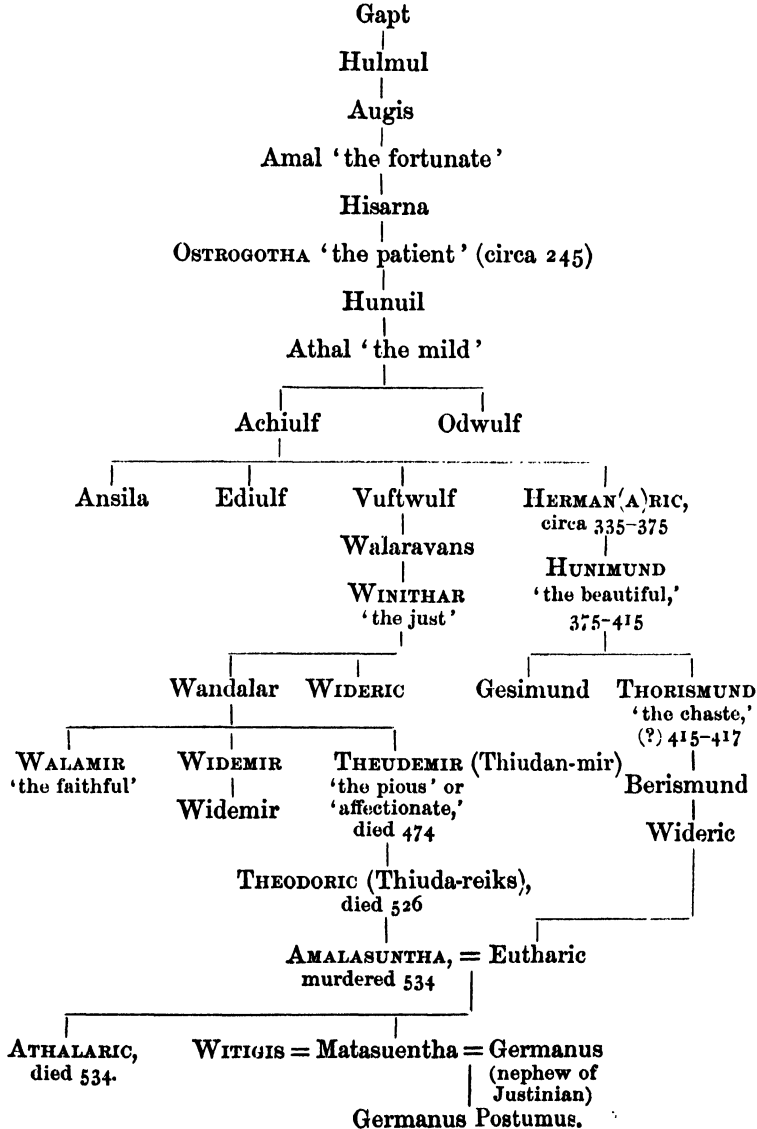 Gapt
Hulmul
Augis
Amal ‘the fortunate’
Hisarna
OSTROGOTHA ‘the patient’ (circa 245)
Hunuil
Athal ‘the mild’
Achiulf Odwulf
Ansila Ediulf Vuftwulf HERMAN(A)RIC,
circa 335–375
Walaravans
HUNIMUND
‘the beautiful,’
375–415
WINITHAR
‘the just’
Wandalar WIDERIC Gesimund THORISMUND
‘the chaste,’
(?) 415–417
WALAMIR WIDEMIR THEUDEMIR (Thiudan-mir)
‘the faithful’ ‘the pious’ or
‘affectionate,’
died 474
Widemir
Berismund
Wideric
THEODORIC (Thiuda-reiks),
died 526
AMALASUNTHA, = Eutharic
murdered 534
ATHALARIC, WITIGIS = Matasuentha = Germanus
died 534. (nephew of
Justinian)
Germanus Postumus.